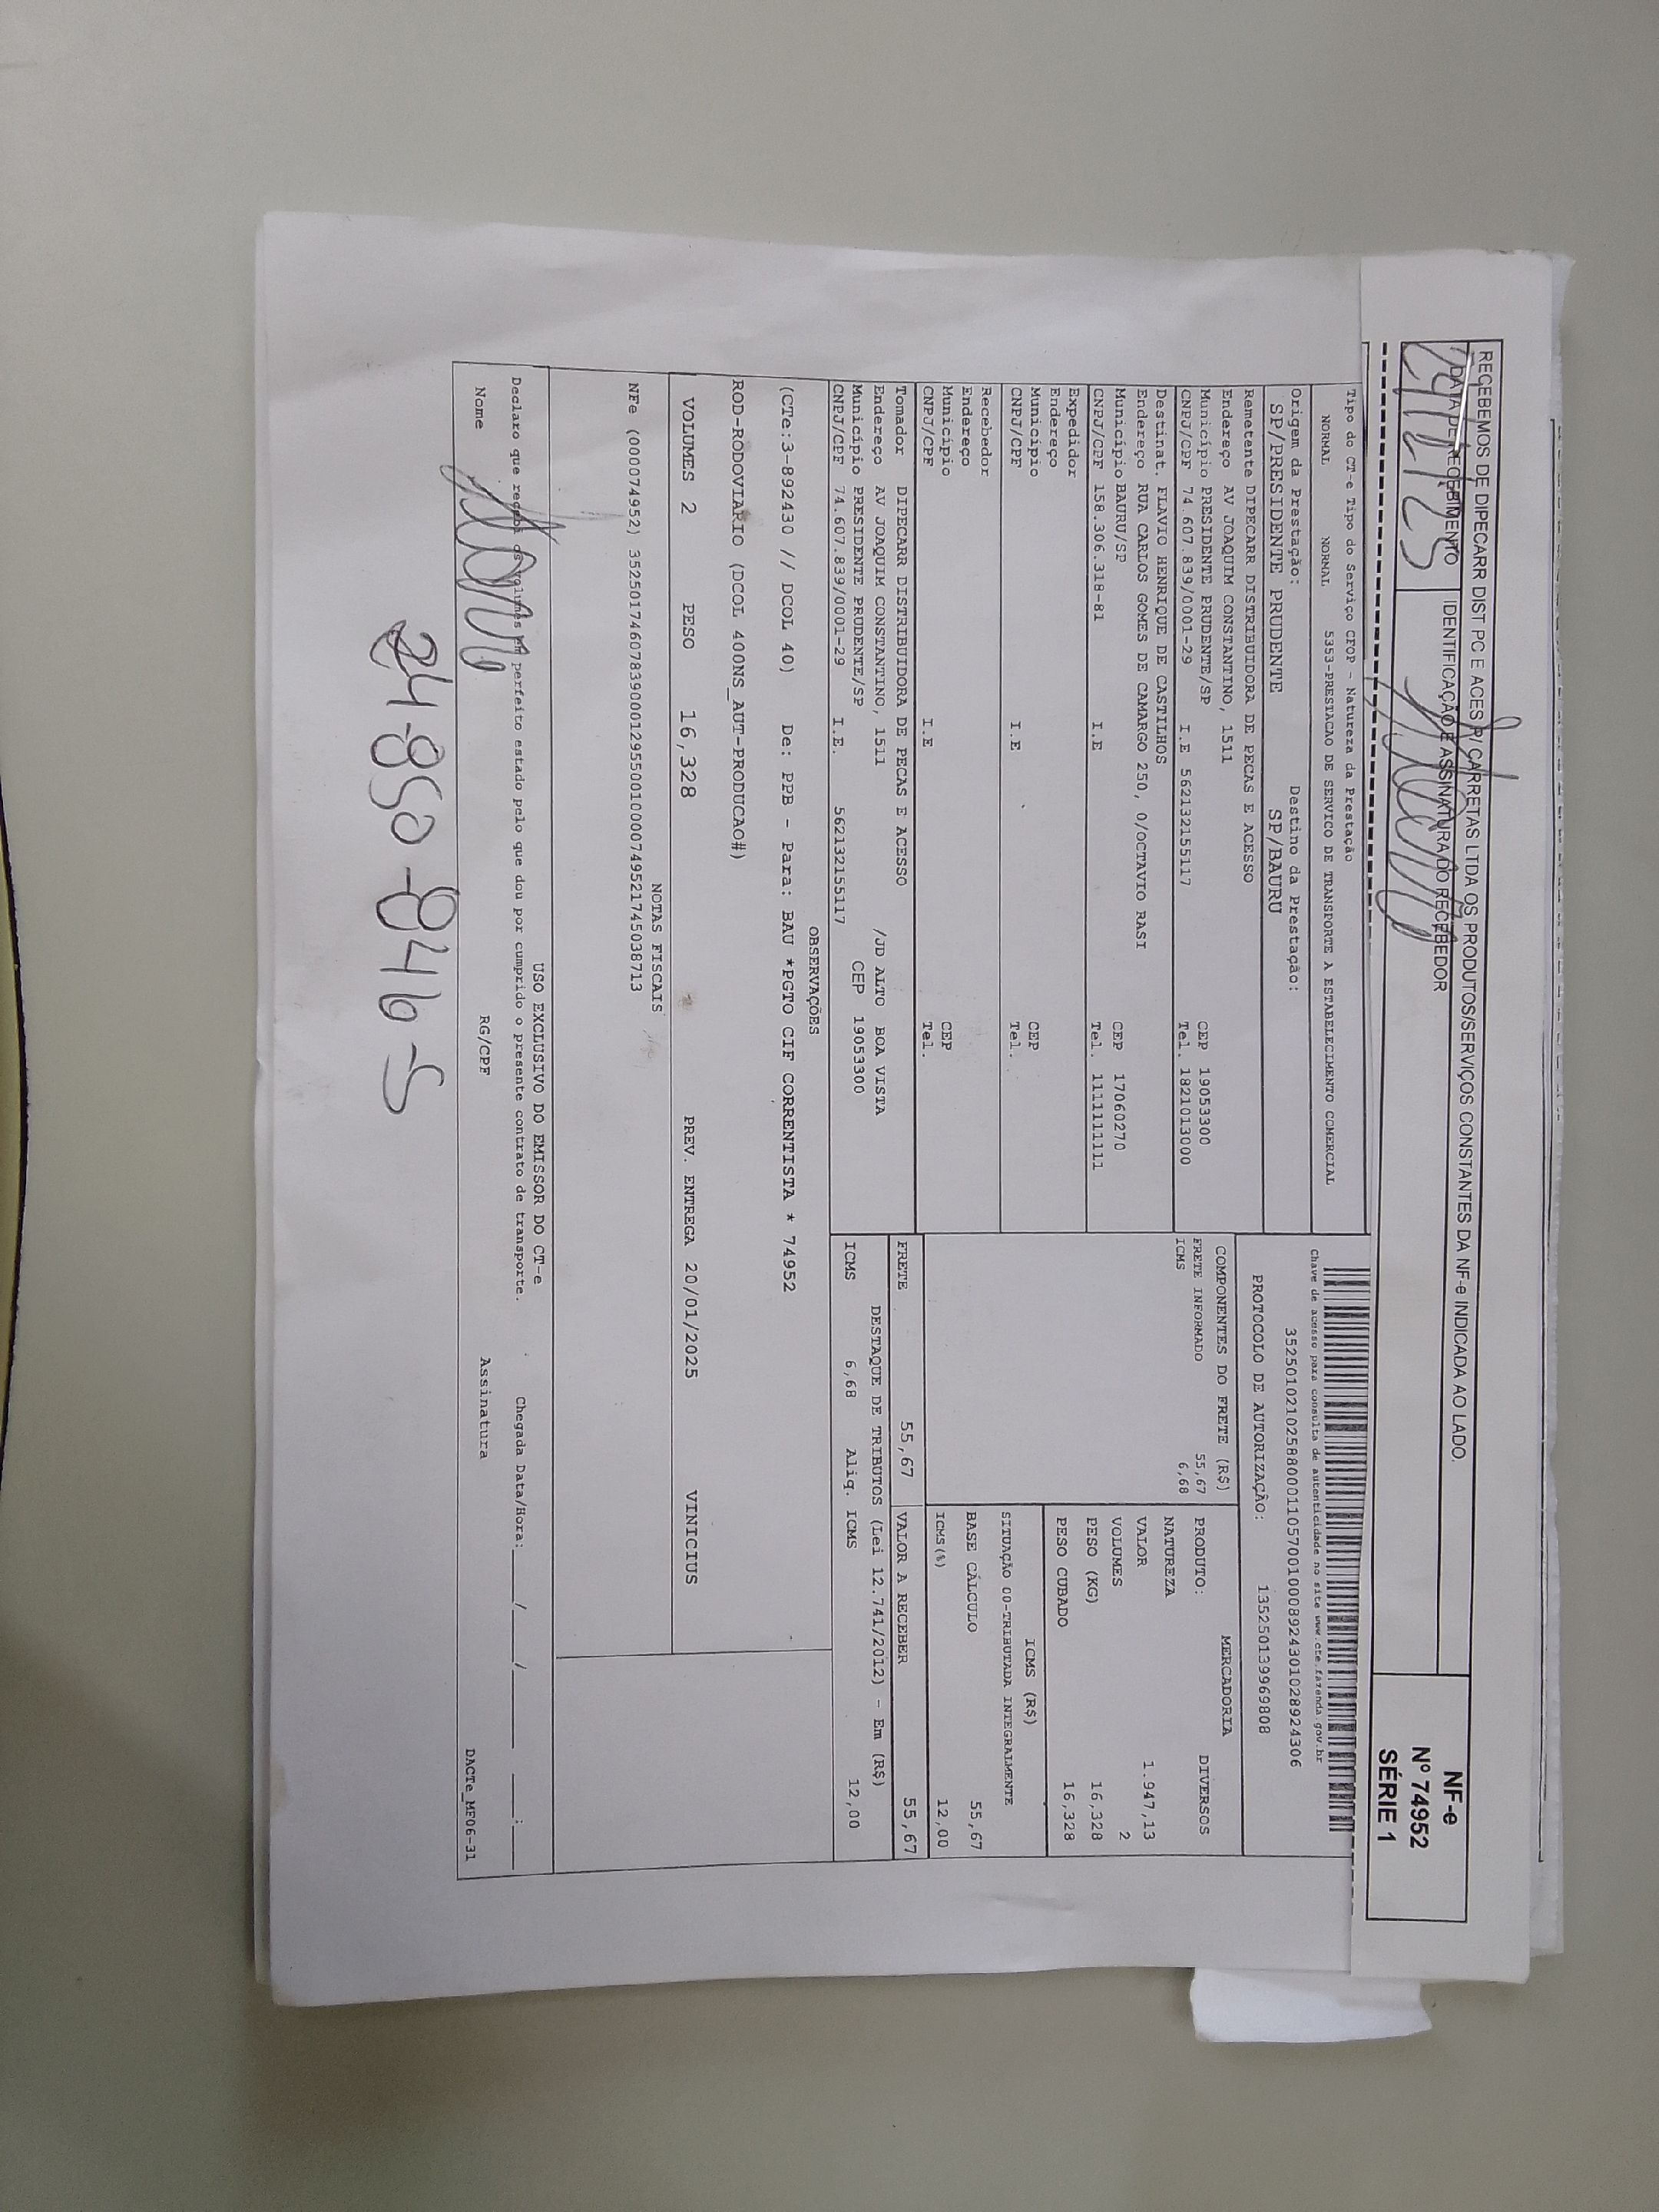 RECEBEMOS DE DIPECARR DIST PC E ACES P/ CARRETAS LTDA OS PRODUTOS/SERVIÇOS CONSTANTES DA NF-e INDICADA AO LADO.
DATA DE RECEBIMENTO IDENTIFICAÇÃO E ASSINATURA DO RECEBEDOR
NF-e
Nº 74952
SÉRIE 1
Tipo do CT-e Tipo do Serviço CFOP - Natureza da Prestação
NORMAL NORMAL 5353-PRESTACAO DE SERVICO DE TRANSPORTE A ESTABELECIMENTO COMERCIAL
Origem da Prestação: Destino da Prestação:
SP/PRESIDENTE PRUDENTE SP/BAURU
Remetente DIPECARR DISTRIBUIDORA DE PECAS E ACESSO
Endereço AV JOAQUIM CONSTANTINO, 1511
Município PRESIDENTE PRUDENTE/SP CEP 19053300
CNPJ/CPF 74.607.839/0001-29 I.E 562132155117 Tel. 1821013000
Destinat. FLAVIO HENRIQUE DE CASTILHOS
Endereço RUA CARLOS GOMES DE CAMARGO 250, 0/OCTAVIO RASI
Município BAURU/SP CEP 17060270
CNPJ/CPF 158.306.318-81 I.E Tel. 1111111111
Expedidor
Endereço
Município CEP
CNPJ/CPF I.E Tel.
Recebedor
Endereço
Município CEP
CNPJ/CPF I.E Tel.
Tomador DIPECARR DISTRIBUIDORA DE PECAS E ACESSO
Endereço AV JOAQUIM CONSTANTINO, 1511 /JD ALTO BOA VISTA
Município PRESIDENTE PRUDENTE/SP CEP 19053300
CNPJ/CPF 74.607.839/0001-29 I.E. 562132155117
Chave de acesso para consulta de autenticidade no site www.cte.fazenda.gov.br
35250102102588000110570010008924301028924306
PROTOCOLO DE AUTORIZAÇÃO: 135250139969808
COMPONENTES DO FRETE (R$)
FRETE INFORMADO 55,67
ICMS 6,68
MERCADORIA
PRODUTO: DIVERSOS
NATUREZA
VALOR 1.947,13
VOLUMES 2
PESO (KG) 16,328
PESO CUBADO 16,328
ICMS (R$)
SITUAÇÃO 00-TRIBUTADA INTEGRALMENTE
BASE CÁLCULO 55,67
ICMS(%) 12,00
FRETE 55,67 VALOR A RECEBER 55,67
DESTAQUE DE TRIBUTOS (Lei 12.741/2012) - Em (R$)
ICMS 6,68 Aliq. ICMS 12,00
OBSERVAÇÕES
(CTe:3-892430 // DCOL 40) De: PPB - Para: BAU *PGTO CIF CORRENTISTA * 74952
ROD-RODOVIARIO (DCOL 400NS_AUT-PRODUCAO#)
VOLUMES 2 PESO 16,328 PREV. ENTREGA 20/01/2025 VINICIUS
NOTAS FISCAIS
NFe (000074952) 35250174607839000129550010000749521745038713
USO EXCLUSIVO DO EMISSOR DO CT-e
Declaro que recebi os volumes em perfeito estado pelo que dou por cumprido o presente contrato de transporte. Chegada Data/Hora:____/____/______ ____:____
Nome RG/CPF Assinatura
DACTe_MF06-31
24-850-846-5